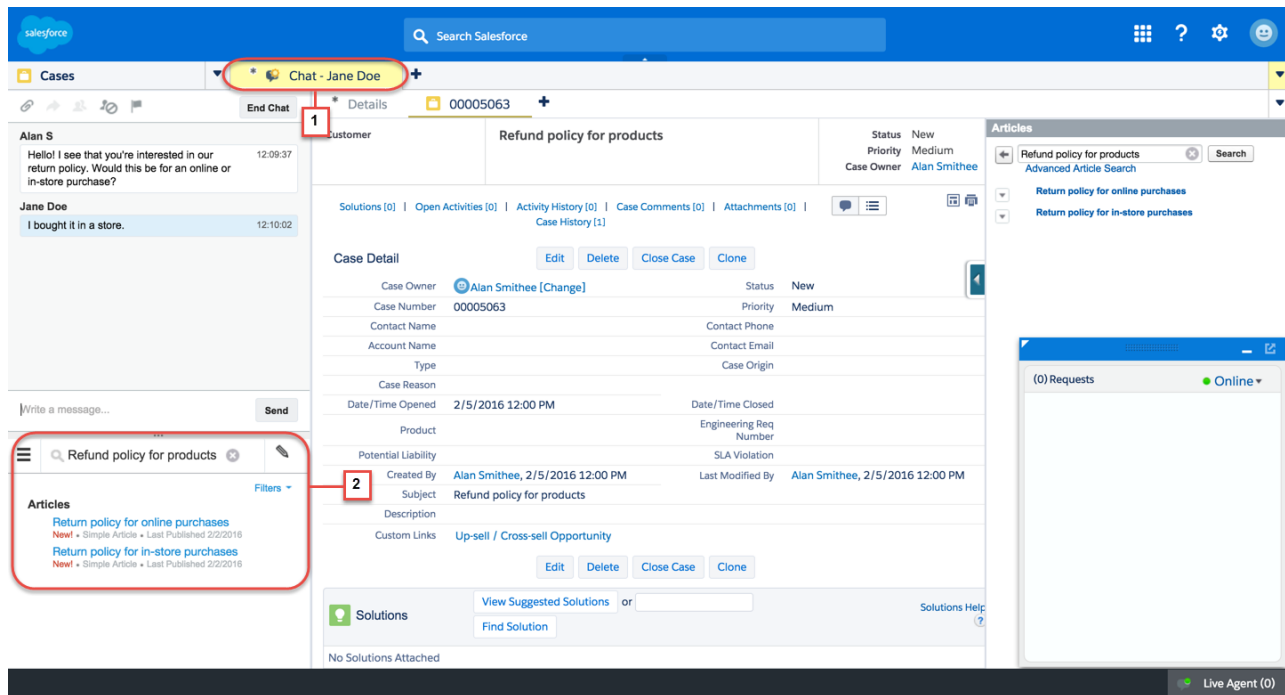 salesforce
Search Salesforce
Cases
* Chat - Jane Doe
End Chat
* Details
00005063
1
Alan S
Hello! I see that you're interested in our
return policy. Would this be for an online or
in-store purchase?
12:09:37
Jane Doe
I bought it in a store.
12:10:02
Write a message...
Send
Refund policy for products
Filters
2
Articles
Return policy for online purchases
New! • Simple Article • Last Published 2/2/2016
Return policy for in-store purchases
New! • Simple Article • Last Published 2/2/2016
Customer
Refund policy for products
Status New
Priority Medium
Case Owner Alan Smithee
Solutions [0] | Open Activities [0] | Activity History [0] | Case Comments [0] | Attachments [0] |
Case History [1]
Case Detail
Edit Delete Close Case Clone
Case Owner Alan Smithee [Change] Status New
Case Number 00005063 Priority Medium
Contact Name Contact Phone
Account Name Contact Email
Type Case Origin
Case Reason
Date/Time Opened 2/5/2016 12:00 PM Date/Time Closed
Product Engineering Req
Number
Potential Liability SLA Violation
Created By Alan Smithee, 2/5/2016 12:00 PM Last Modified By Alan Smithee, 2/5/2016 12:00 PM
Subject Refund policy for products
Description
Custom Links Up-sell / Cross-sell Opportunity
Edit Delete Close Case Clone
Solutions
View Suggested Solutions or
Find Solution
Solutions Help
?
No Solutions Attached
Articles
Refund policy for products
Search
Advanced Article Search
Return policy for online purchases
Return policy for in-store purchases
(0) Requests
Online
Live Agent (0)